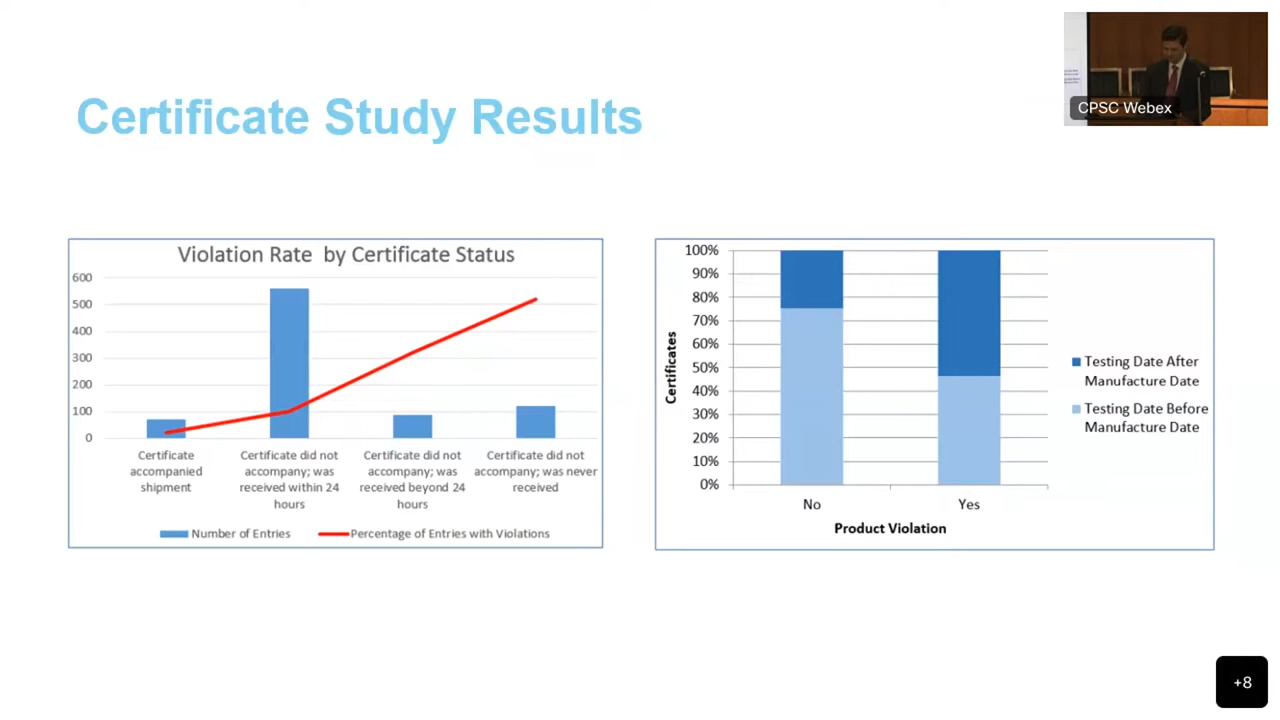 CPSC Webex
Certificate Study Results
Violation Rate by Certificate Status
600
500
400
300
200
100
0
Certificate
accompanied
shipment
Certificate did not
accompany; was
received within 24
hours
Certificate did not
accompany; was
received beyond 24
hours
Certificate did not
accompany; was never
received
Number of Entries
Percentage of Entries with Violations
100%
90%
80%
70%
60%
50%
40%
30%
20%
10%
0%
Certificates
No
Yes
Product Violation
Testing Date After
Manufacture Date
Testing Date Before
Manufacture Date
+8